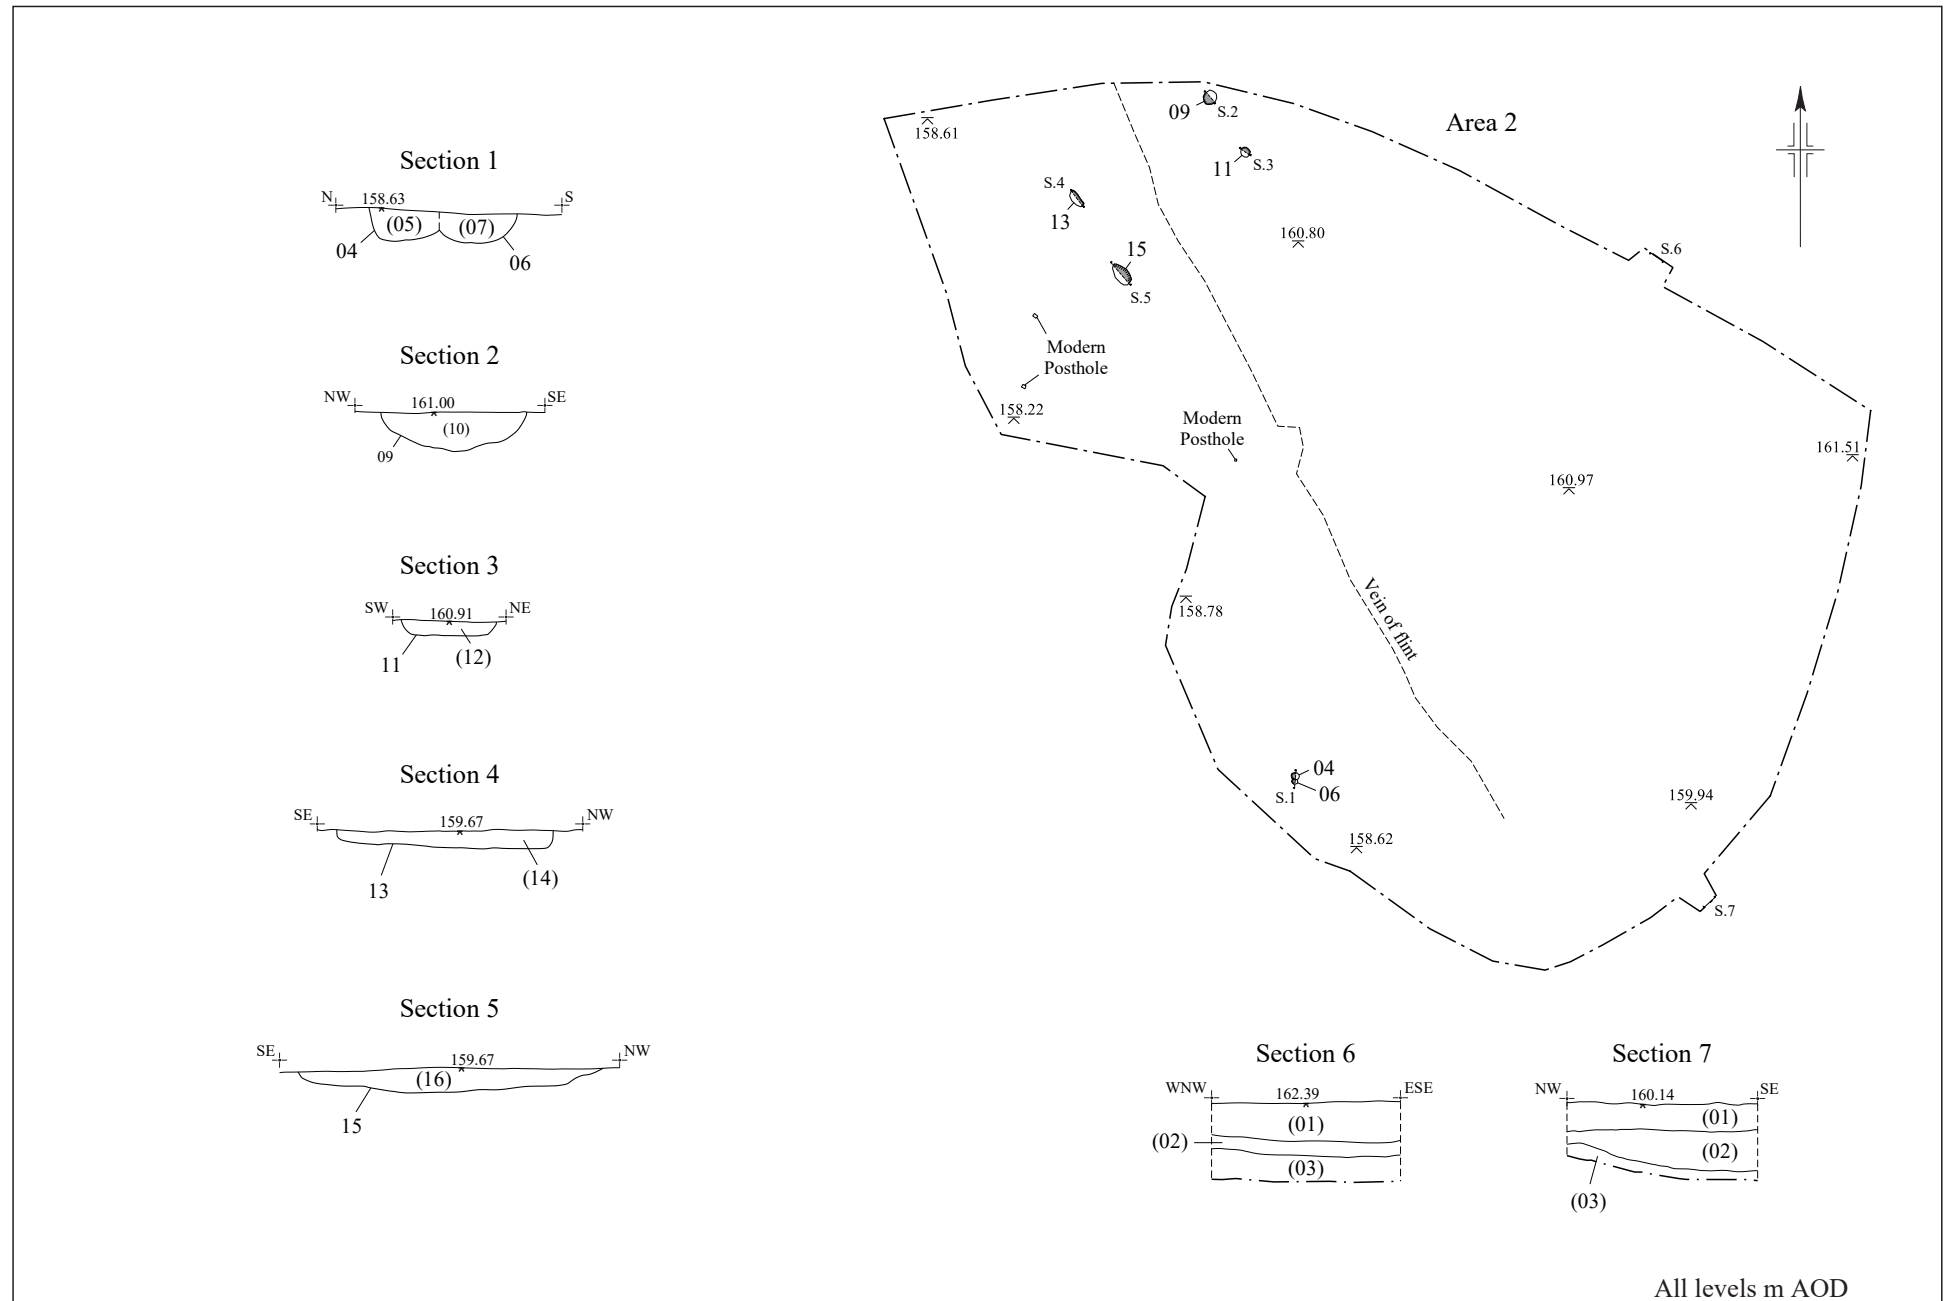 Section 1
N
158.63
S
(05)
(07)
04
06
Section 2
NW
161.00
SE
(10)
09
Section 3
SW
160.91
NE
11
(12)
Section 4
SE
159.67
NW
13
(14)
Section 5
SE
159.67
NW
(16)
15
Area 2
158.61
09
S.2
11
S.3
S.4
13
160.80
15
S.5
S.6
Modern
Posthole
158.22
Modern
Posthole
161.51
160.97
158.78
Vein of flint
04
06
S.1
159.94
158.62
S.7
Section 6
WNW
162.39
ESE
(01)
(02)
(03)
Section 7
NW
160.14
SE
(01)
(02)
(03)
All levels m AOD